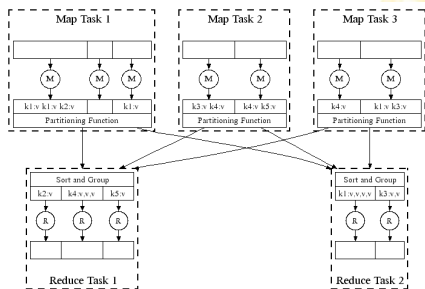 Map Task 1 Map Task 2 Map Task 3
M M M M M M M
k1:v k1:v k2:v k1:v k3:v k4:v k4:v k5:v k4:v k1:v k3:v
Partitioning Function Partitioning Function Partitioning Function
Sort and Group Sort and Group
k2:v k4:v,v,v k5:v k1:v,v,v,v k3:v,v
R R R R R
Reduce Task 1 Reduce Task 2